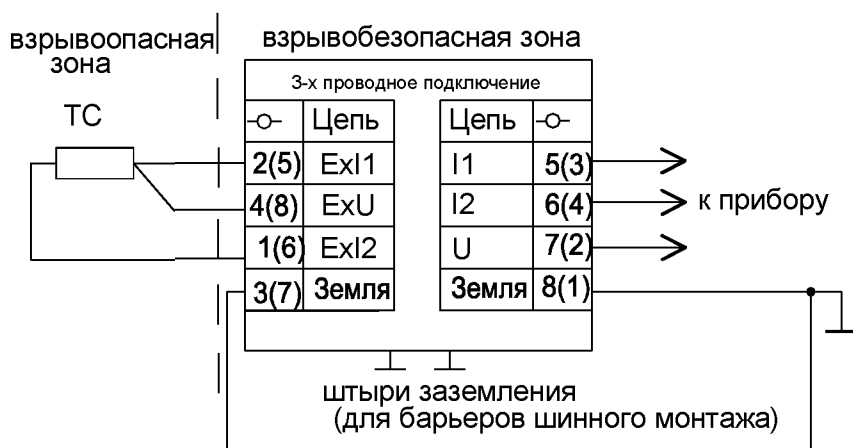 взрывоопасная зона
взрывобезопасная зона
3-х проводное подключение
ТС
Цепь Цепь
2(5) ExI1 I1 5(3)
4(8) ExU I2 6(4) к прибору
1(6) ExI2 U 7(2)
3(7) Земля Земля 8(1)
штыри заземления
(для барьеров шинного монтажа)